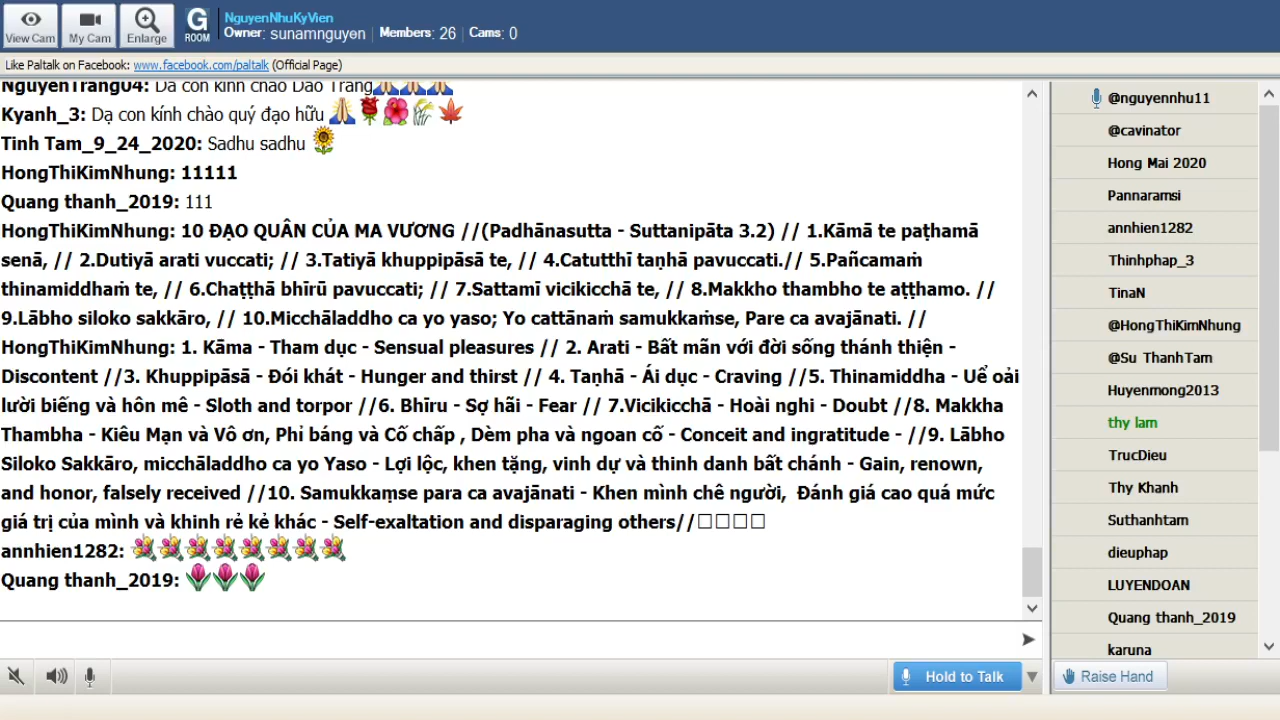 View Cam
My Cam
Enlarge
G
ROOM
NguyenNhuKyVien
Owner: sunamnguyen | Members: 26 | Cams: 0
Like Paltalk on Facebook: www.facebook.com/paltalk (Official Page)
NguyenTrang04: Dạ con kính chào Đạo Tràng
Kyanh_3: Dạ con kính chào quý đạo hữu
Tinh Tam_9_24_2020: Sadhu sadhu
HongThiKimNhung: 11111
Quang thanh_2019: 111
HongThiKimNhung: 10 ĐẠO QUÂN CỦA MA VƯƠNG //(Padhānasutta - Suttanipāta 3.2) // 1.Kāmā te paṭhamā
senā, // 2.Dutiyā arati vuccati; // 3.Tatiyā khuppipāsā te, // 4.Catutthī taṇhā pavuccati.// 5.Pañcamaṁ
thinamiddhaṁ te, // 6.Chaṭṭhā bhīrū pavuccati; // 7.Sattamī vicikicchā te, // 8.Makkho thambho te aṭṭhamo. //
9.Lābho siloko sakkāro, // 10.Micchāladdho ca yo yaso; Yo cattānaṁ samukkaṁse, Pare ca avajānati. //
HongThiKimNhung: 1. Kāma - Tham dục - Sensual pleasures // 2. Arati - Bất mãn với đời sống thánh thiện -
Discontent //3. Khuppipāsā - Đói khát - Hunger and thirst // 4. Taṇhā - Ái dục - Craving //5. Thinamiddha - Uể oải
lười biếng và hôn mê - Sloth and torpor //6. Bhīru - Sợ hãi - Fear // 7.Vicikicchā - Hoài nghi - Doubt //8. Makkha
Thambha - Kiêu Mạn và Vô ơn, Phỉ báng và Cố chấp , Dèm pha và ngoan cố - Conceit and ingratitude - //9. Lābho
Siloko Sakkāro, micchāladdho ca yo Yaso - Lợi lộc, khen tặng, vinh dự và thinh danh bất chánh - Gain, renown,
and honor, falsely received //10. Samukkaṃse para ca avajānati - Khen mình chê người, Đánh giá cao quá mức
giá trị của mình và khinh rẻ kẻ khác - Self-exaltation and disparaging others//□□□□
annhien1282:
Quang thanh_2019:
Hold to Talk
@nguyennhu11
@cavinator
Hong Mai 2020
Pannaramsi
annhien1282
Thinhphap_3
TinaN
@HongThiKimNhung
@Su ThanhTam
Huyenmong2013
thy lam
TrucDieu
Thy Khanh
Suthanhtam
dieuphap
LUYENDOAN
Quang thanh_2019
karuna
Raise Hand